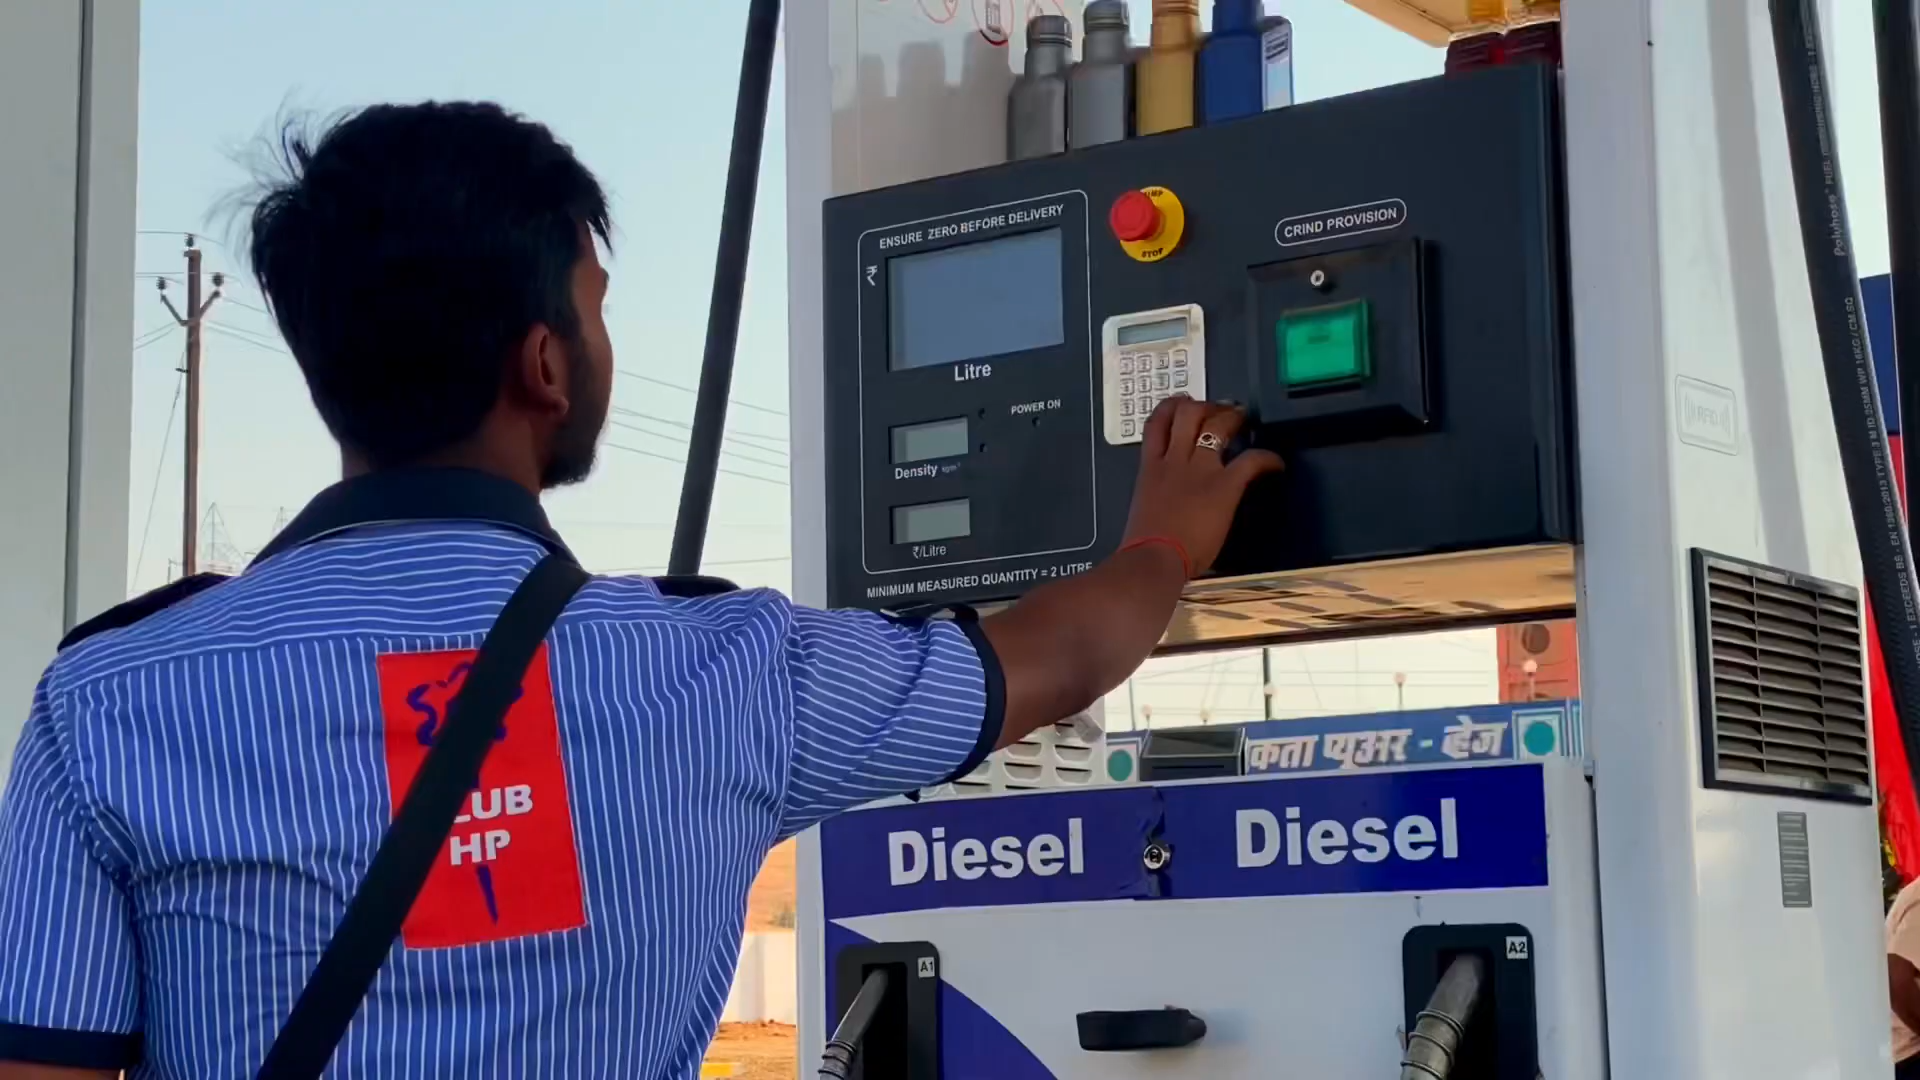 ENSURE ZERO BEFORE DELIVERY
₹
Litre
POWER ON
Density
₹/Litre
MINIMUM MEASURED QUANTITY = 2 LITRE
STOP
CRIND PROVISION
LUB
HP
कता प्यूअर - व्हेज
Diesel
Diesel
A1
A2